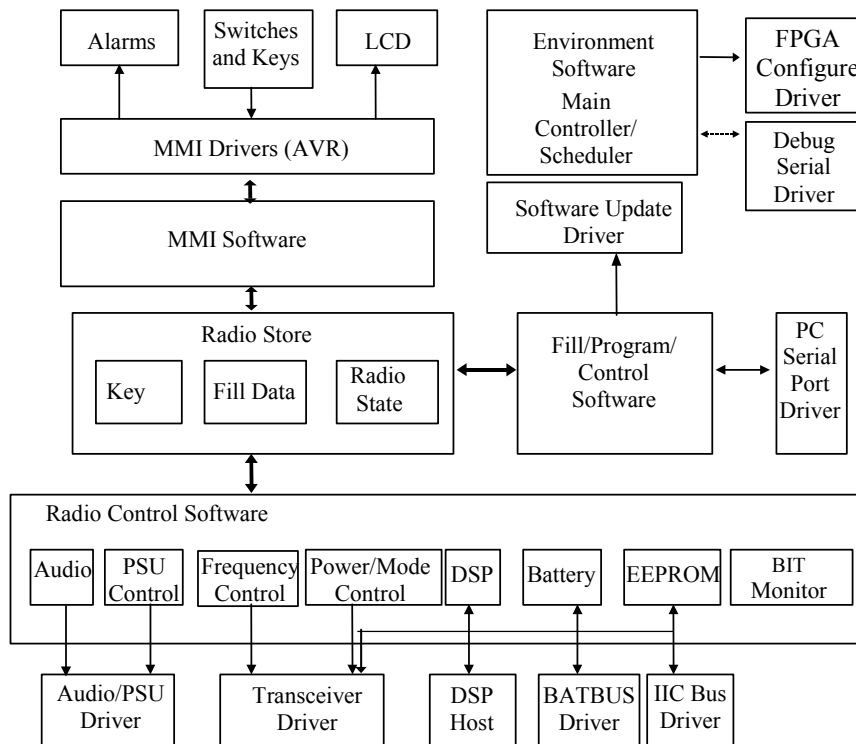 Alarms
Switches
and Keys
LCD
Environment
Software
Main
Controller/
Scheduler
FPGA
Configure
Driver
Debug
Serial
Driver
MMI Drivers (AVR)
Software Update
Driver
MMI Software
Radio Store
Key
Fill Data
Radio
State
Fill/Program/
Control
Software
PC
Serial
Port
Driver
Radio Control Software
Audio
PSU
Control
Frequency
Control
Power/Mode
Control
DSP
Battery
EEPROM
BIT
Monitor
Audio/PSU
Driver
Transceiver
Driver
DSP
Host
BATBUS
Driver
IIC Bus
Driver